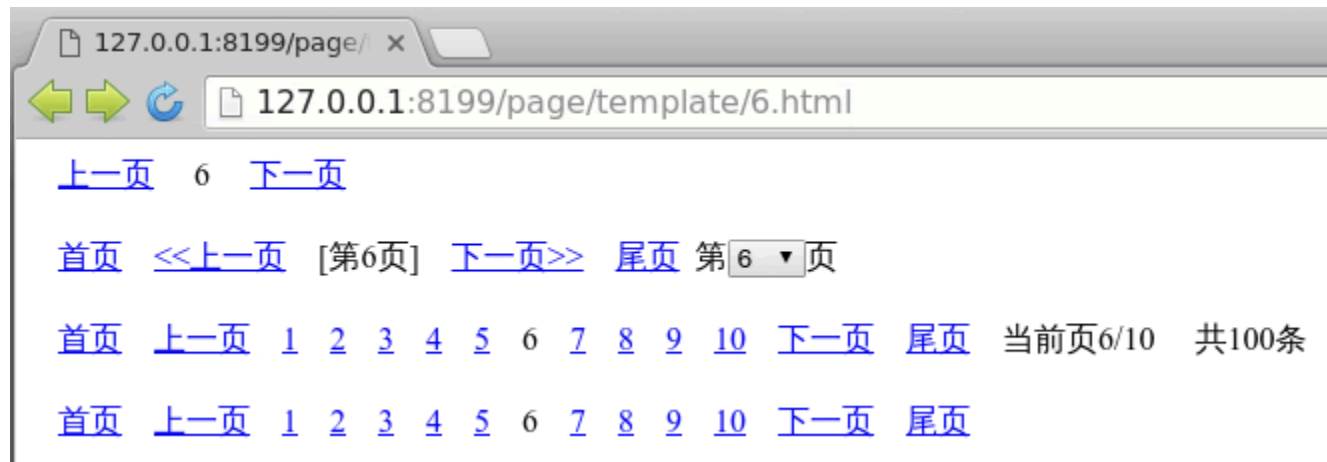 127.0.0.1:8199/page/
127.0.0.1:8199/page/template/6.html
上一页 6 下一页
首页 <<上一页 [第6页] 下一页>> 尾页 第 6 页
首页 上一页 1 2 3 4 5 6 7 8 9 10 下一页 尾页 当前页6/10 共100条
首页 上一页 1 2 3 4 5 6 7 8 9 10 下一页 尾页